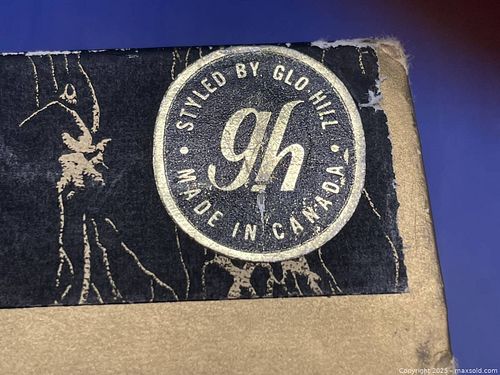 STYLED BY GLO HILL
gh
• MADE IN CANADA •
Copyright 2025 - maxsold.com